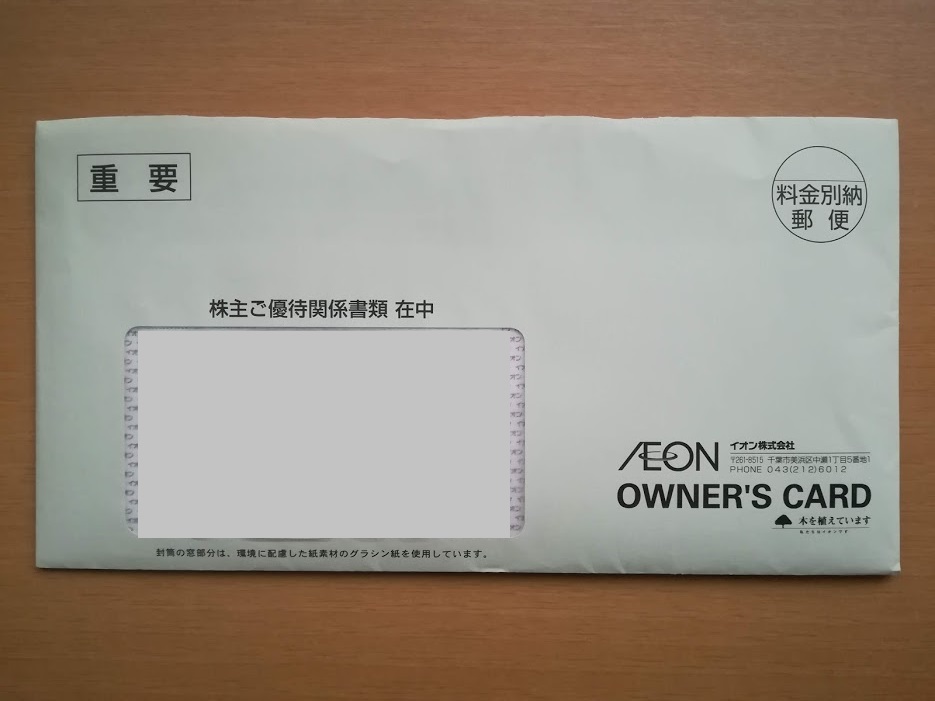 重 要
料金別納
郵 便
株主ご優待関係書類 在中
ÆON
イオン株式会社
〒261-8515 千葉市美浜区中瀬1丁目5番地1
PHONE 043(212)6012
OWNER'S CARD
木を植えています
封筒の窓部分は、環境に配慮した紙素材のグラシン紙を使用しています。